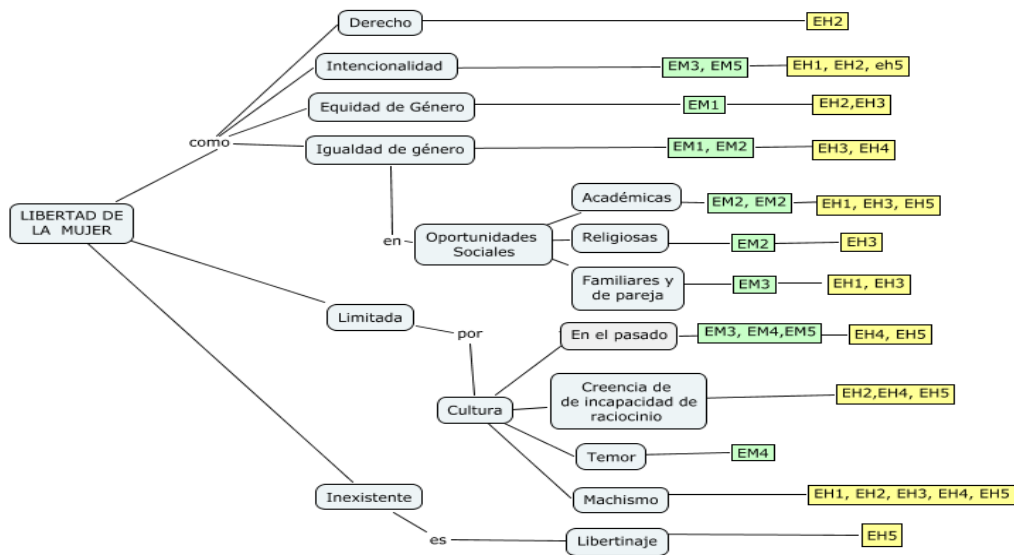 Derecho
EH2
Intencionalidad
EM3, EM5
EH1, EH2, eh5
Equidad de Género
EM1
EH2,EH3
como
Igualdad de género
EM1, EM2
EH3, EH4
LIBERTAD DE
LA MUJER
en
Oportunidades
Sociales
Académicas
EM2, EM2
EH1, EH3, EH5
Religiosas
EM2
EH3
Familiares y
de pareja
EM3
EH1, EH3
Limitada
por
En el pasado
EM3, EM4,EM5
EH4, EH5
Cultura
Creencia de
de incapacidad de
raciocinio
EH2,EH4, EH5
Temor
EM4
Machismo
EH1, EH2, EH3, EH4, EH5
Inexistente
es
Libertinaje
EH5